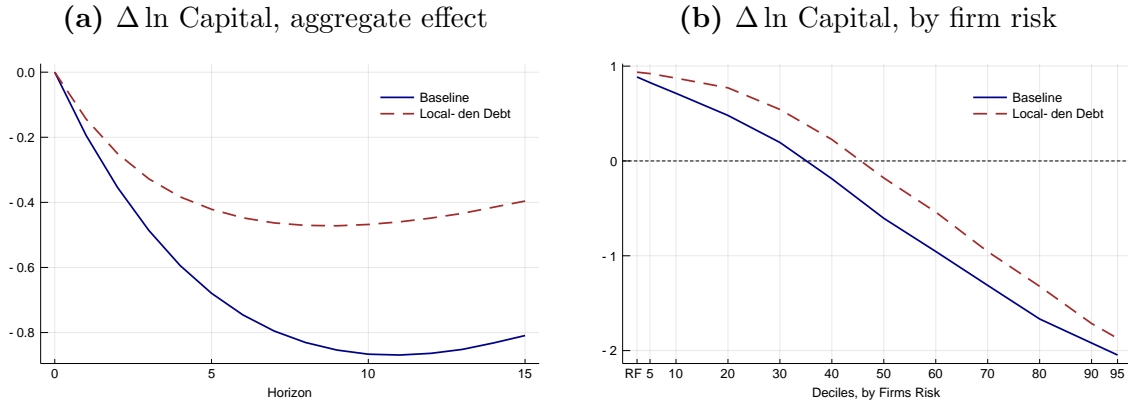 (a) Δ ln Capital, aggregate effect
0.0
- 0.2
- 0.4
- 0.6
- 0.8
Baseline
Local- den Debt
0 5 10 15
Horizon
(b) Δ ln Capital, by firm risk
1
0
- 1
- 2
Baseline
Local- den Debt
RF 5 10 20 30 40 50 60 70 80 90 95
Deciles, by Firms Risk